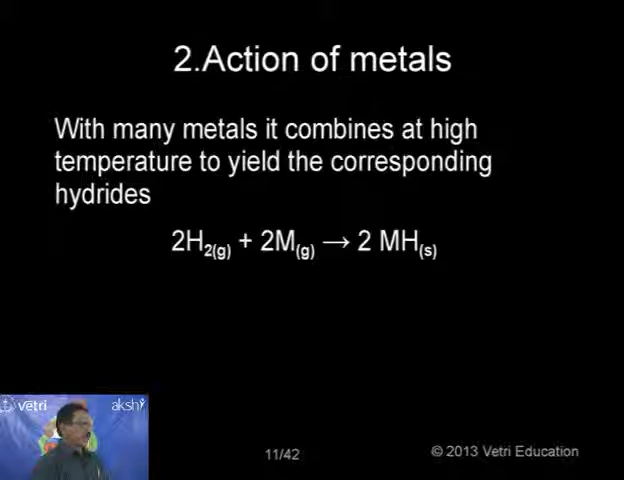 2.Action of metals
With many metals it combines at high
temperature to yield the corresponding
hydrides
2H2(g) + 2M(g) → 2 MH(s)
vetri akshi
11/42 © 2013 Vetri Education